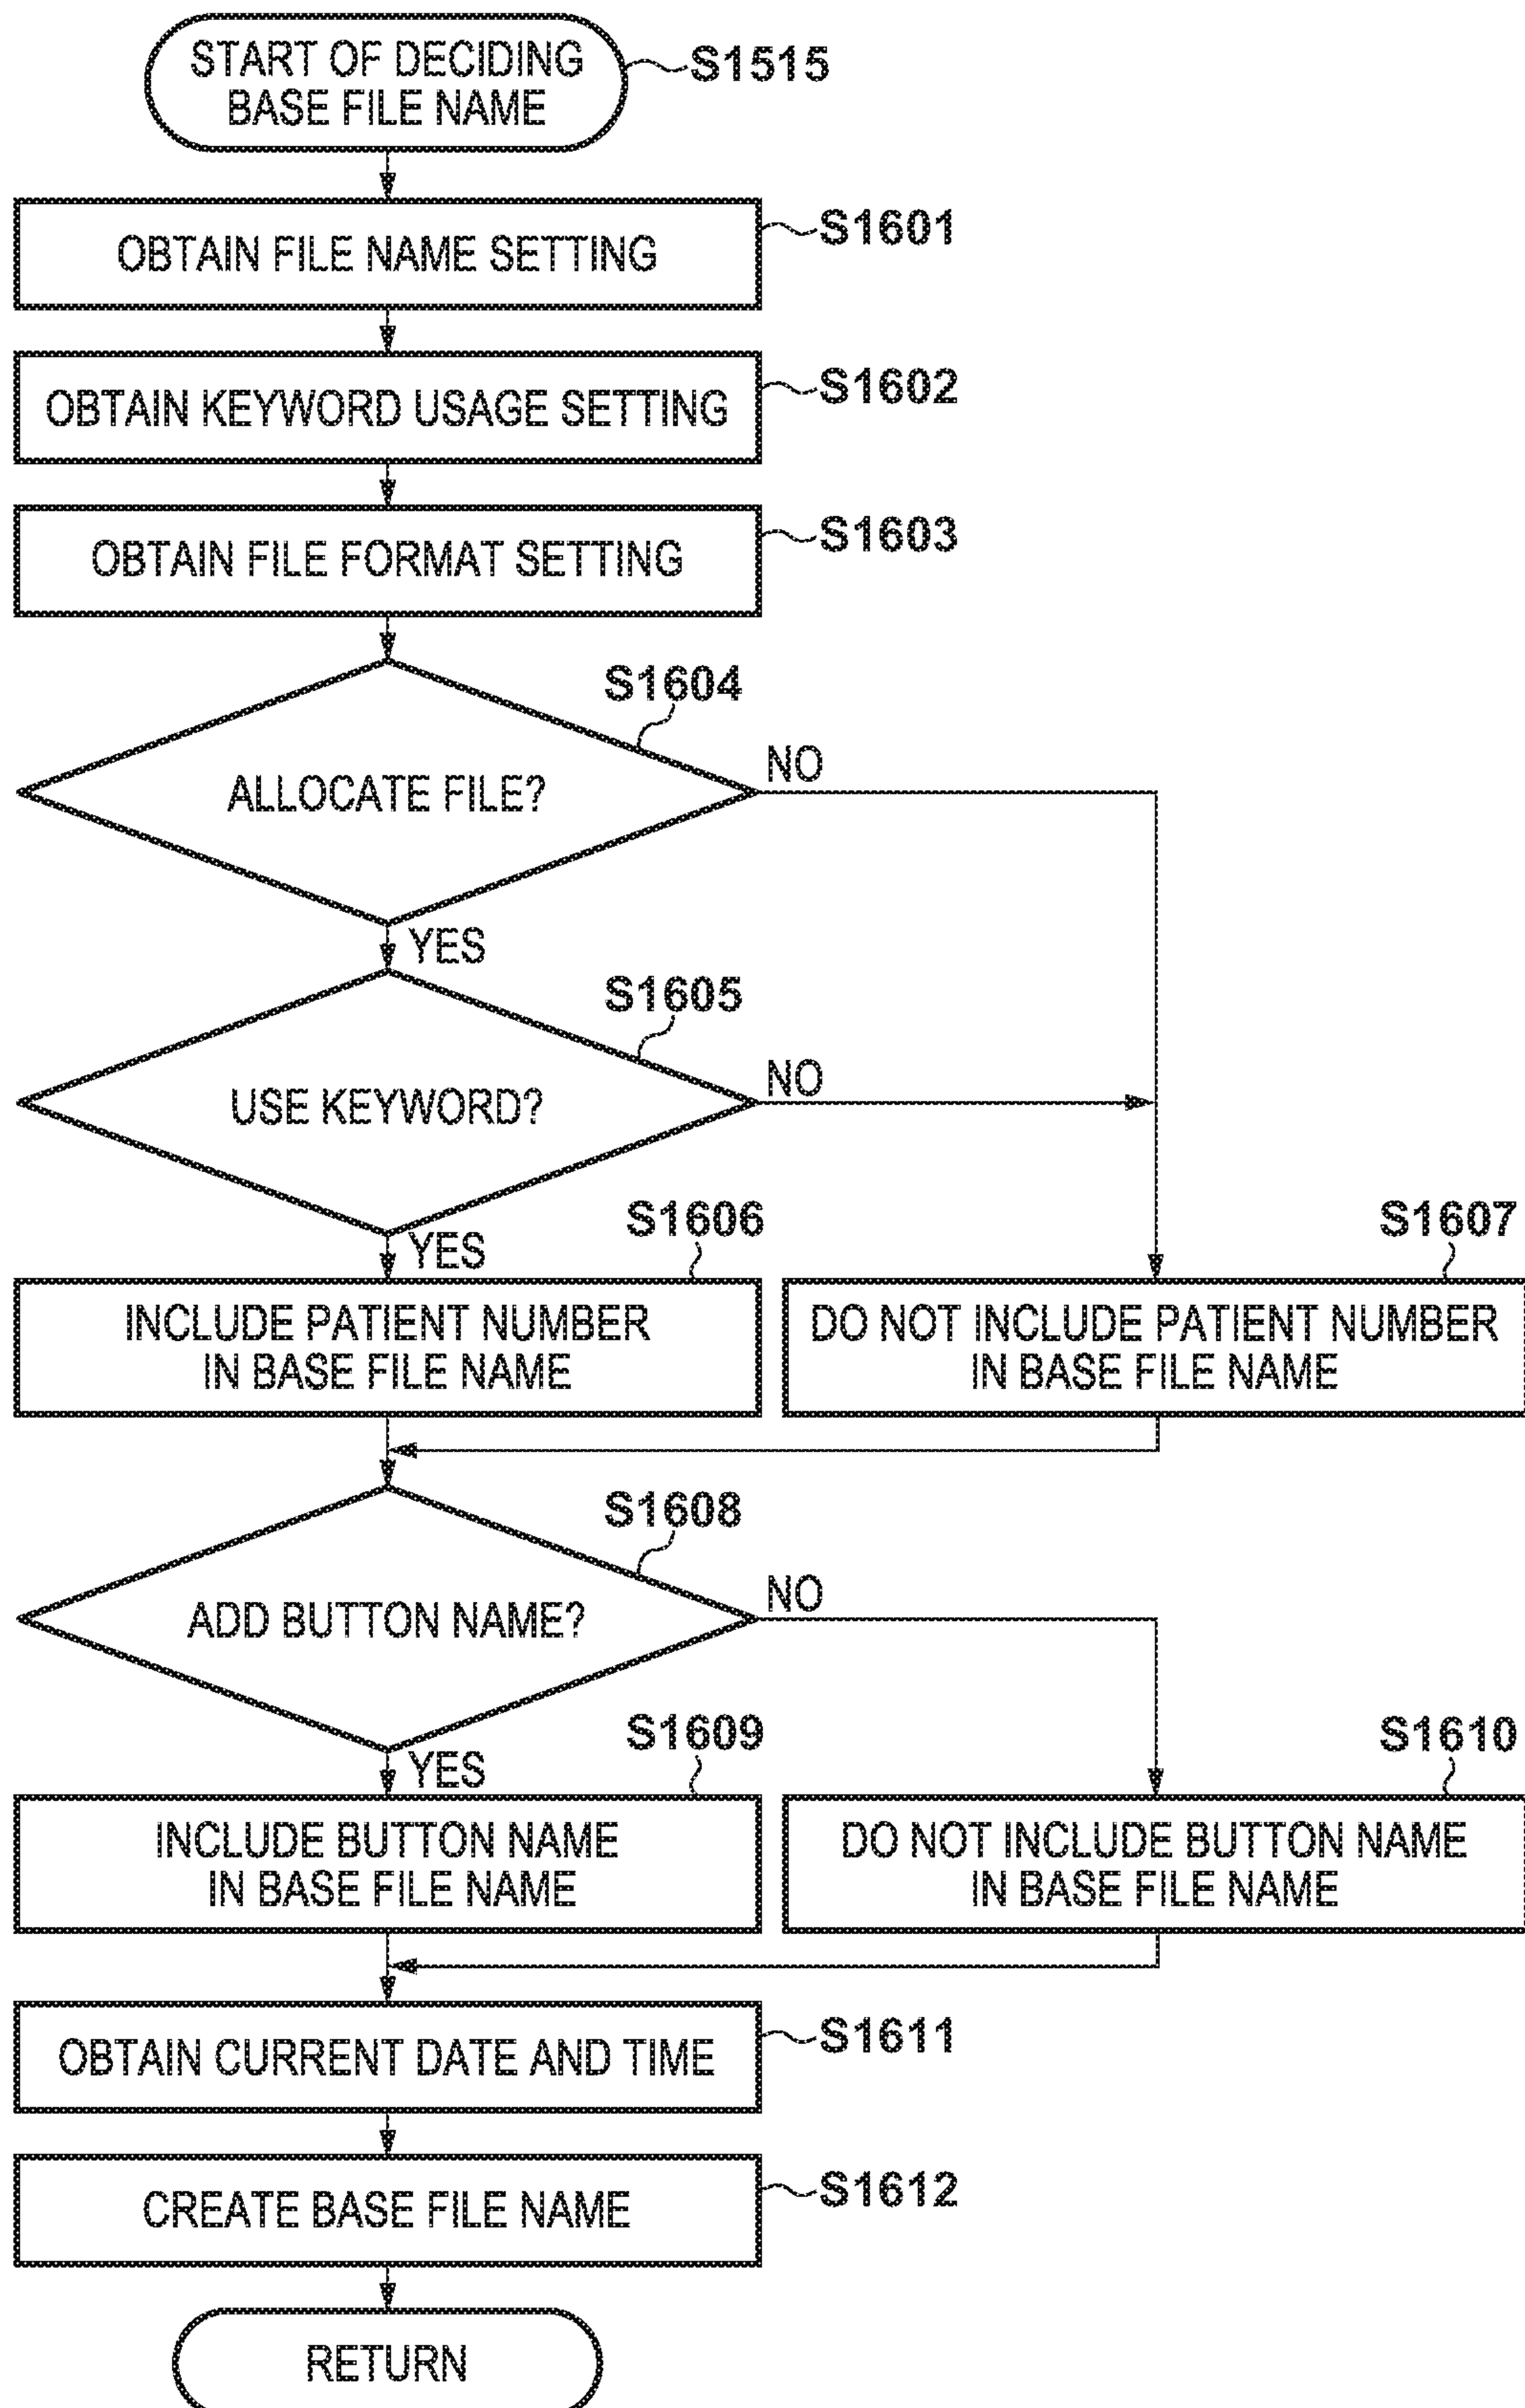 START OF DECIDING
BASE FILE NAME
S1515
OBTAIN FILE NAME SETTING
S1601
OBTAIN KEYWORD USAGE SETTING
S1602
OBTAIN FILE FORMAT SETTING
S1603
S1604
ALLOCATE FILE?
NO
YES
S1605
USE KEYWORD?
NO
YES
S1606
INCLUDE PATIENT NUMBER
IN BASE FILE NAME
S1607
DO NOT INCLUDE PATIENT NUMBER
IN BASE FILE NAME
S1608
ADD BUTTON NAME?
NO
YES
S1609
INCLUDE BUTTON NAME
IN BASE FILE NAME
S1610
DO NOT INCLUDE BUTTON NAME
IN BASE FILE NAME
OBTAIN CURRENT DATE AND TIME
S1611
CREATE BASE FILE NAME
S1612
RETURN